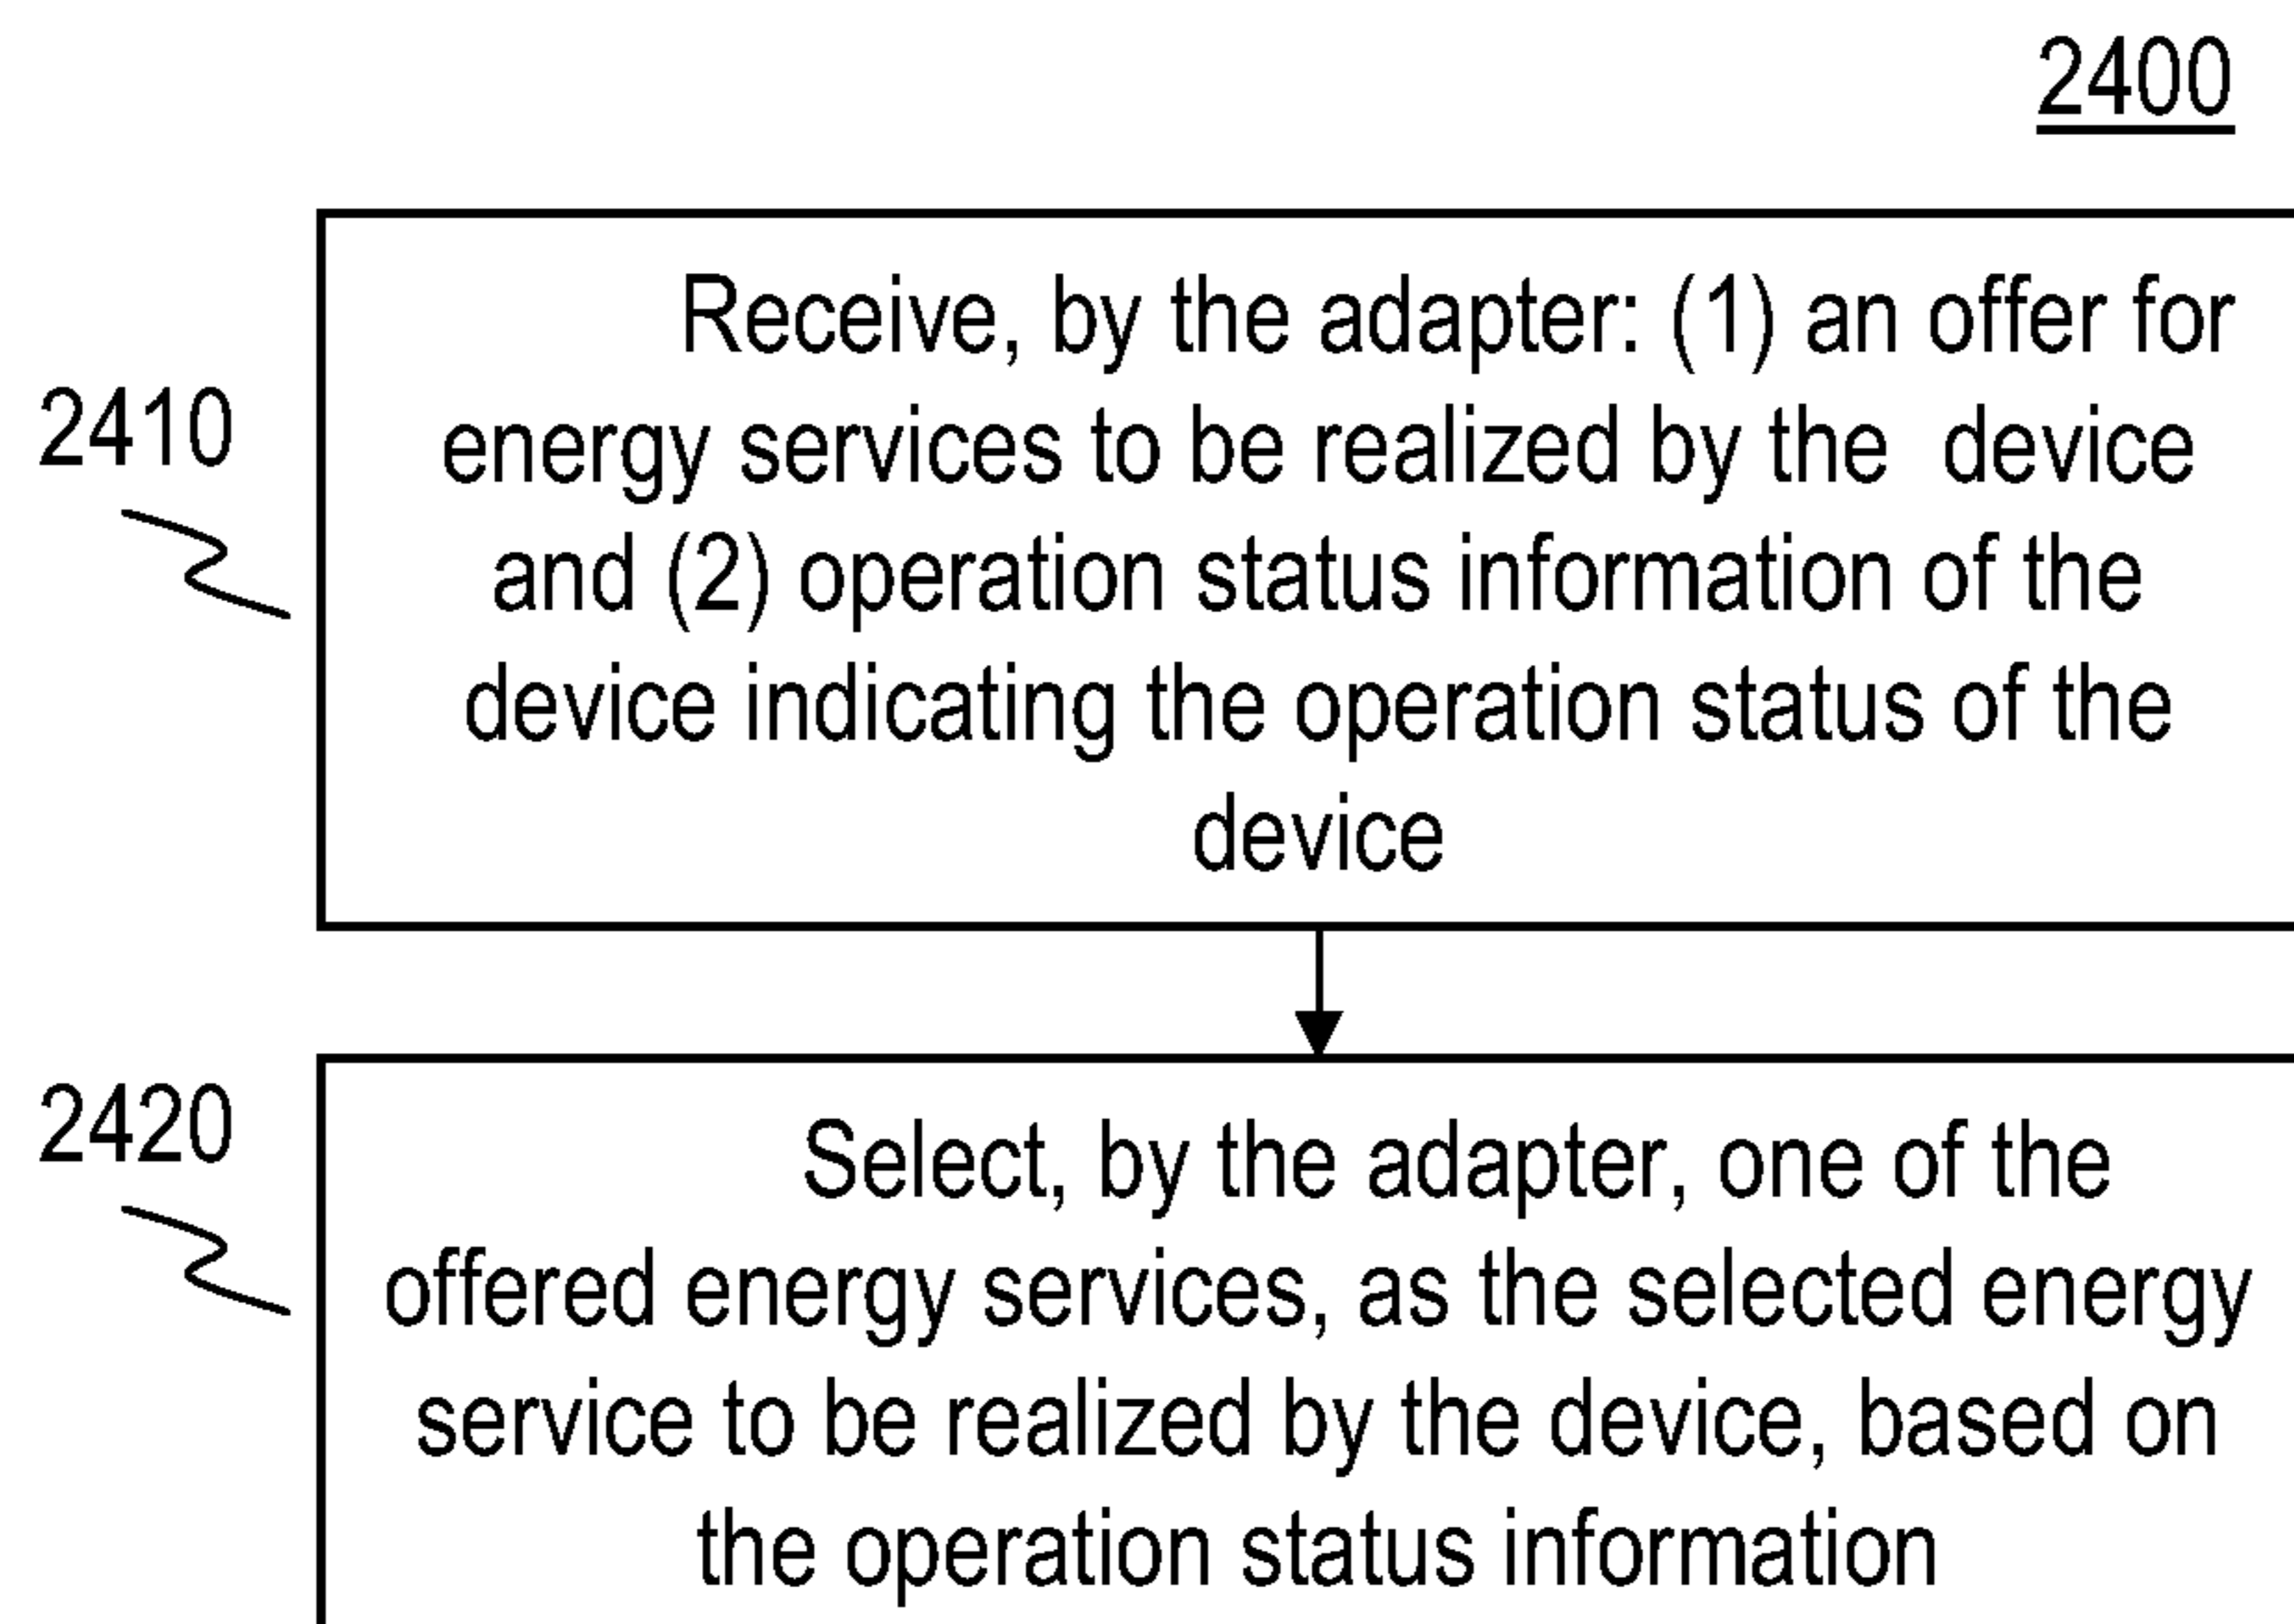 2400
2410
Receive, by the adapter: (1) an offer for
energy services to be realized by the device
and (2) operation status information of the
device indicating the operation status of the
device
2420
Select, by the adapter, one of the
offered energy services, as the selected energy
service to be realized by the device, based on
the operation status information